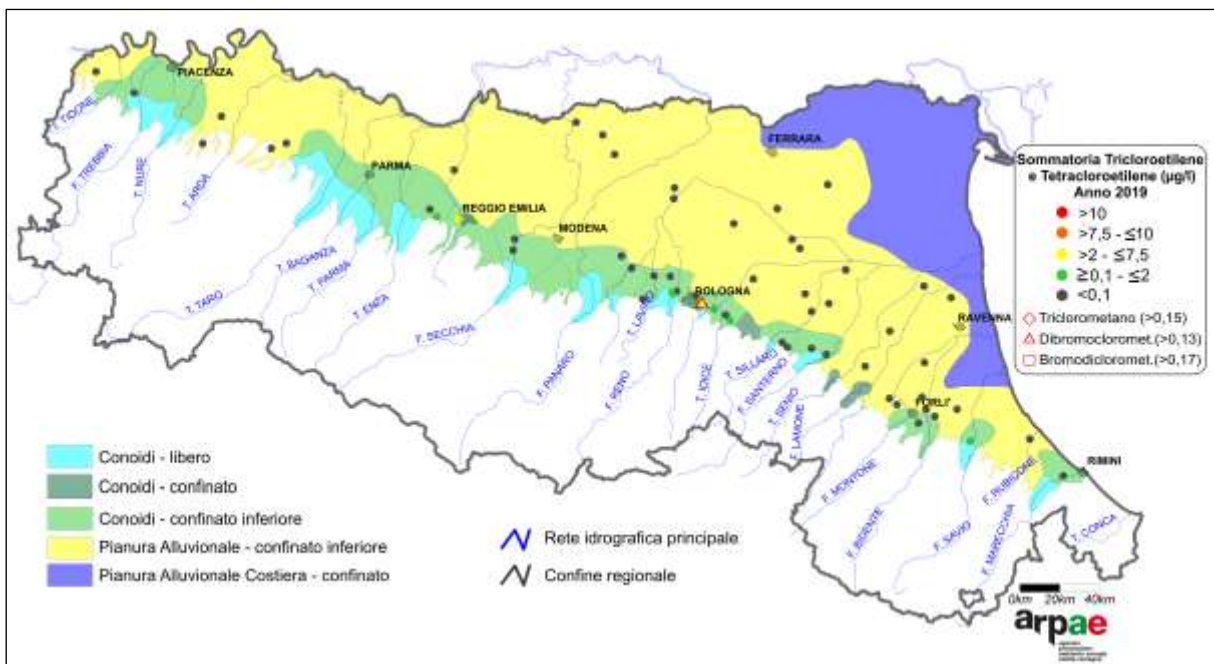 PIACENZA
T. TIDONE
F. TREBBIA
T. NURE
T. ARDA
PARMA
REGGIO EMILIA
MODENA
FERRARA
BOLOGNA
RAVENNA
FORLI'
RIMINI
T. TARO
T. BAGANZA
T. PARMA
T. ENZA
F. SECCHIA
F. PANARO
F. RENO
T. LAVINO
T. IDICE
T. SILLARO
F. SANTERNO
T. SENIO
F. LAMONE
F. MONTONE
F. BISENTE
F. SAVIO
F. RUBICONE
F. MARECCHIA
T. CONCA
Sommatoria Tricloroetilene
e Tetracloroetilene (µg/l)
Anno 2019
>10
>7,5 - ≤10
>2 - ≤7,5
≥0,1 - ≤2
<0,1
Triclorometano (>0,15)
Dibromocloromet.(>0,13)
Bromodicloromet.(>0,17)
Conoidi - libero
Conoidi - confinato
Conoidi - confinato inferiore
Pianura Alluvionale - confinato inferiore
Pianura Alluvionale Costiera - confinato
Rete idrografica principale
Confine regionale
0km 20km 40km
arpae